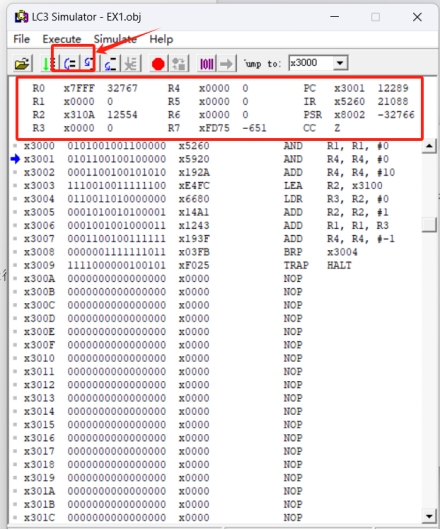 LC3 Simulator - EX1.obj
File Execute Simulate Help
Jump to: x3000
R0 x7FFF 32767 R4 x0000 0 PC x3001 12289
R1 x0000 0 R5 x0000 0 IR x5260 21088
R2 x310A 12554 R6 x0000 0 PSR x8002 -32766
R3 x0000 0 R7 xFD75 -651 CC Z
x3000 0101001001100000 x5260 AND R1, R1, #0
x3001 0101100100100000 x5920 AND R4, R4, #0
x3002 0001100100101010 x192A ADD R4, R4, #10
x3003 1110010011111100 xE4FC LEA R2, x3100
x3004 0110011010000000 x6680 LDR R3, R2, #0
x3005 0001010010100001 x14A1 ADD R2, R2, #1
x3006 0001001001000011 x1243 ADD R1, R1, R3
x3007 0001100100111111 x193F ADD R4, R4, #-1
x3008 0000001111111011 x03FB BRP x3004
x3009 1111000000100101 xF025 TRAP HALT
x300A 0000000000000000 x0000 NOP
x300B 0000000000000000 x0000 NOP
x300C 0000000000000000 x0000 NOP
x300D 0000000000000000 x0000 NOP
x300E 0000000000000000 x0000 NOP
x300F 0000000000000000 x0000 NOP
x3010 0000000000000000 x0000 NOP
x3011 0000000000000000 x0000 NOP
x3012 0000000000000000 x0000 NOP
x3013 0000000000000000 x0000 NOP
x3014 0000000000000000 x0000 NOP
x3015 0000000000000000 x0000 NOP
x3016 0000000000000000 x0000 NOP
x3017 0000000000000000 x0000 NOP
x3018 0000000000000000 x0000 NOP
x3019 0000000000000000 x0000 NOP
x301A 0000000000000000 x0000 NOP
x301B 0000000000000000 x0000 NOP
x301C 0000000000000000 x0000 NOP